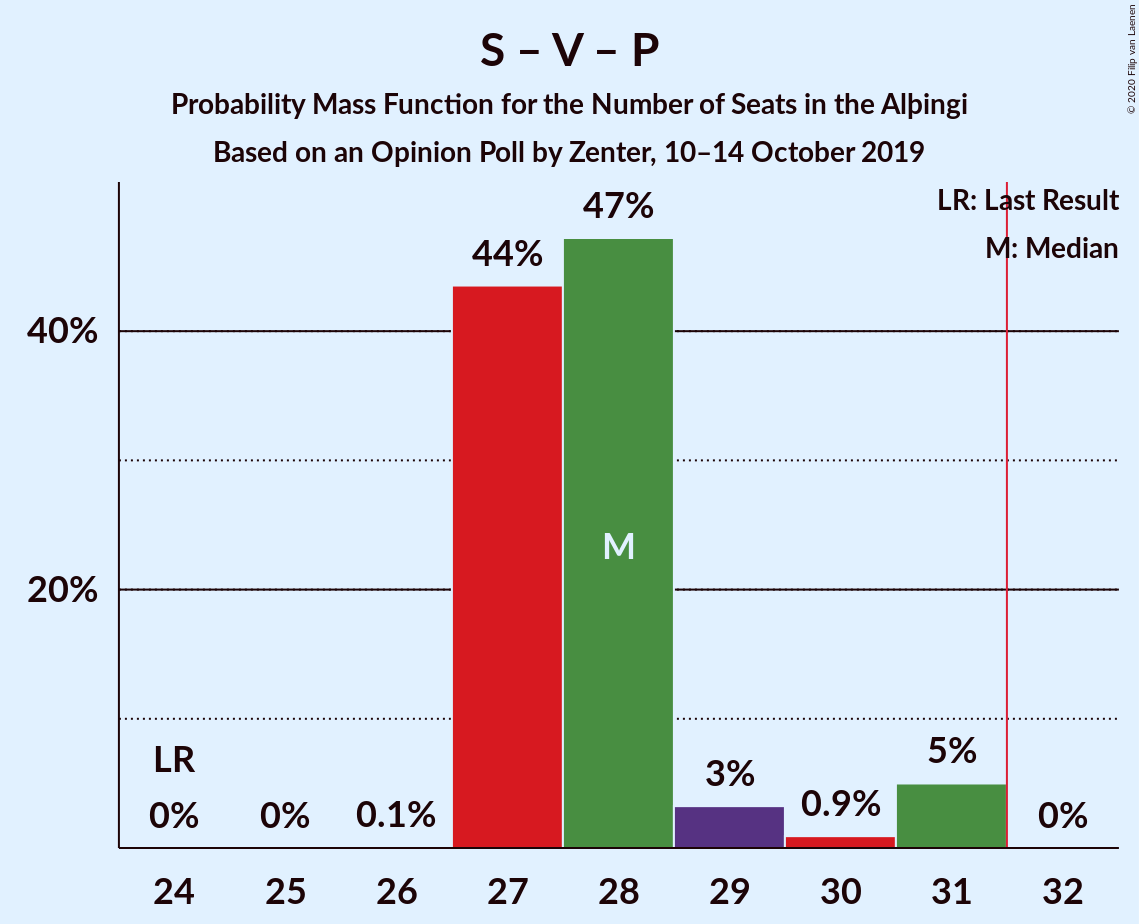 S – V – P
Probability Mass Function for the Number of Seats in the Alþingi
Based on an Opinion Poll by Zenter, 10–14 October 2019
© 2020 Filip van Laenen
LR: Last Result
M: Median
47%
44%
40%
M
20%
LR
5%
3%
0.9%
0% 0% 0.1% 0%
24 25 26 27 28 29 30 31 32